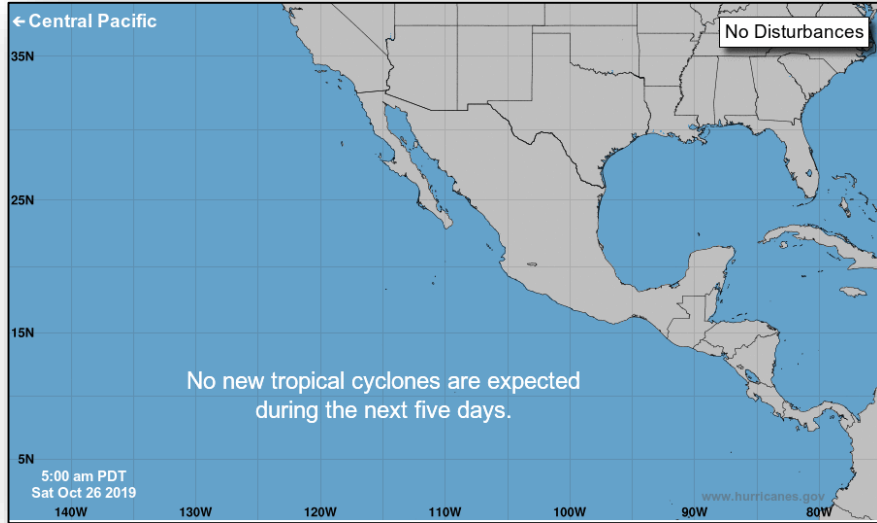 ← Central Pacific
No Disturbances
35N
25N
15N
No new tropical cyclones are expected
during the next five days.
5N
5:00 am PDT
Sat Oct 26 2019
www.hurricanes.gov
140W 130W 120W 110W 100W 90W 80W